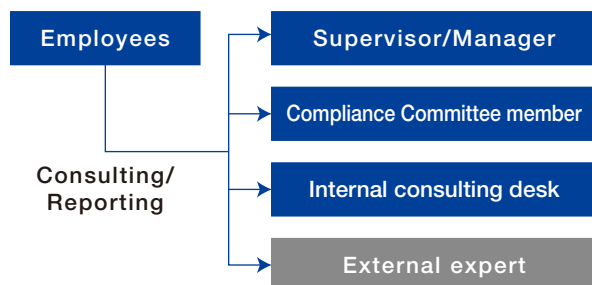 Employees
Supervisor/Manager
Compliance Committee member
Consulting/
Reporting
Internal consulting desk
External expert